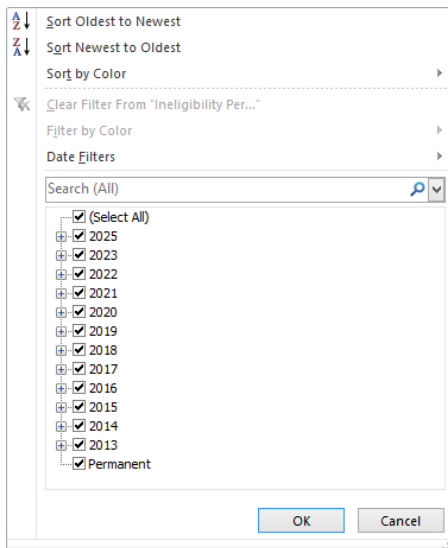 Sort Oldest to Newest
Sort Newest to Oldest
Sort by Color
Clear Filter From "Ineligibility Per..."
Filter by Color
Date Filters
Search (All)
(Select All)
2025
2023
2022
2021
2020
2019
2018
2017
2016
2015
2014
2013
Permanent
OK Cancel